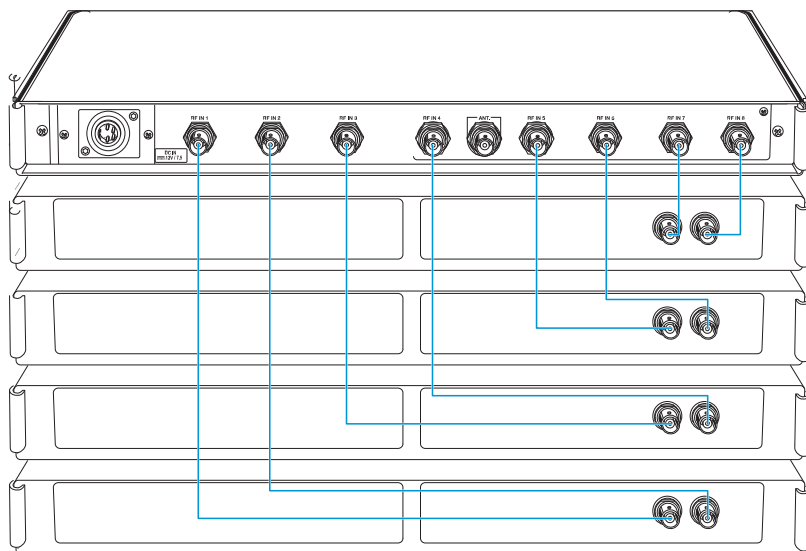 RF IN 1
RF IN 2
RF IN 3
RF IN 4
ANT.
RF IN 5
RF IN 6
RF IN 7
RF IN 8
DC IN